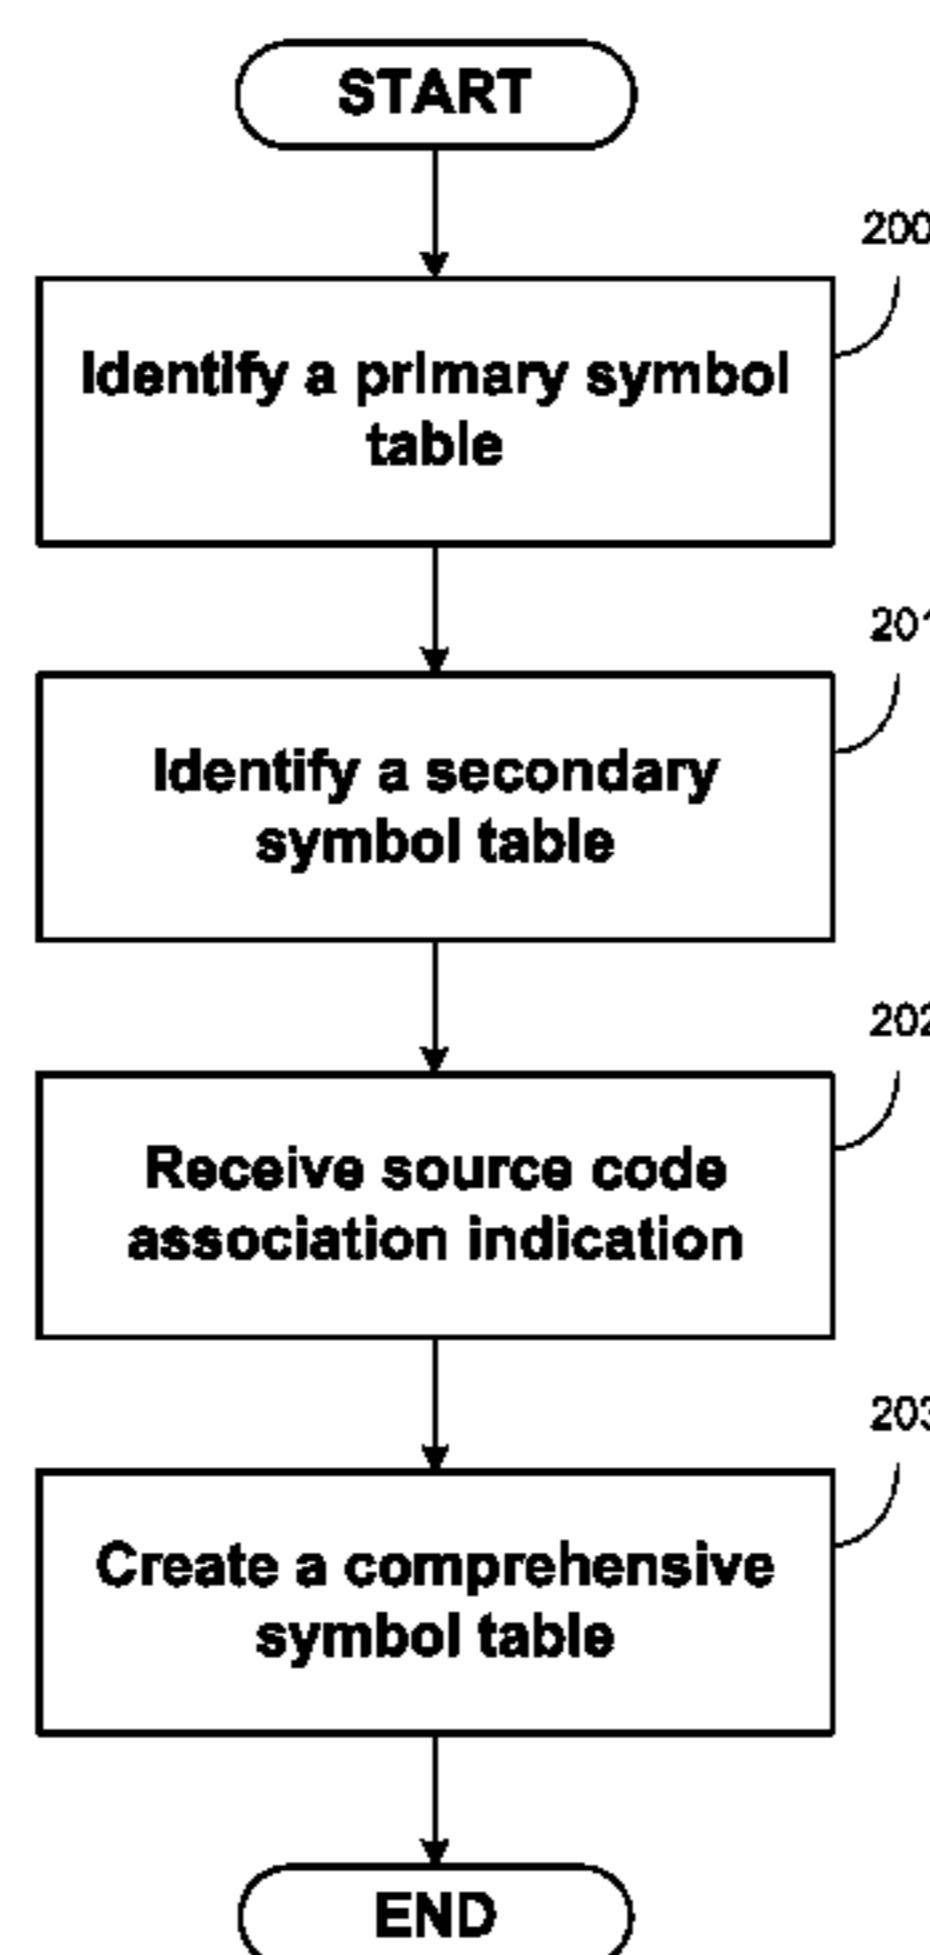 START
200
Identify a primary symbol
table
201
Identify a secondary
symbol table
202
Receive source code
association indication
203
Create a comprehensive
symbol table
END